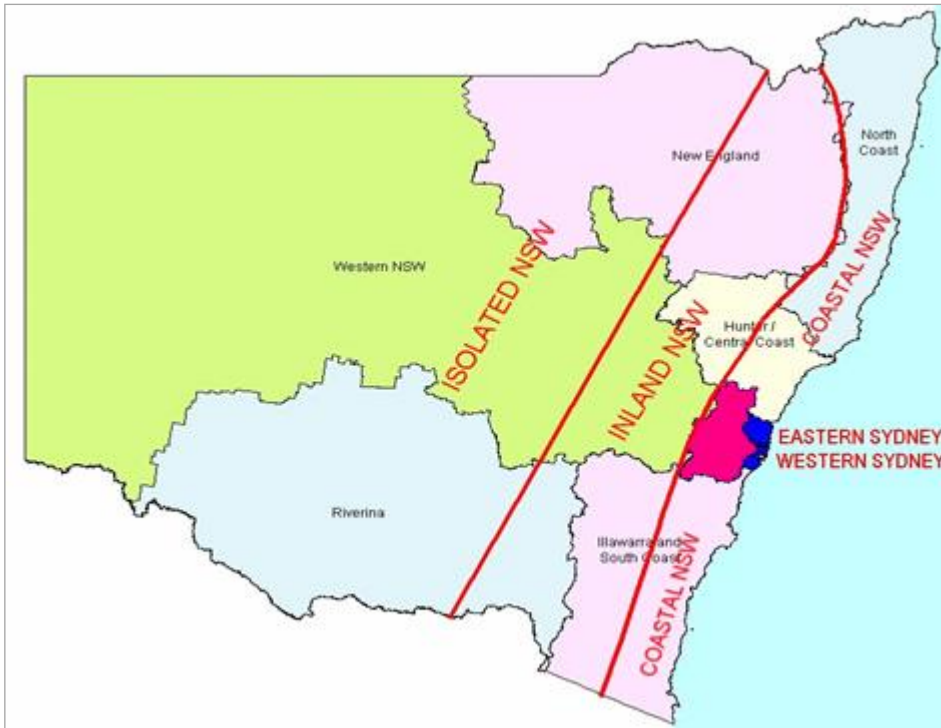 North
Coast
New England
COASTAL NSW
Western NSW
ISOLATED NSW
Hunter /
Central Coast
INLAND NSW
EASTERN SYDNEY
WESTERN SYDNEY
Riverina
Illawarra and
South Coast
COASTAL NSW